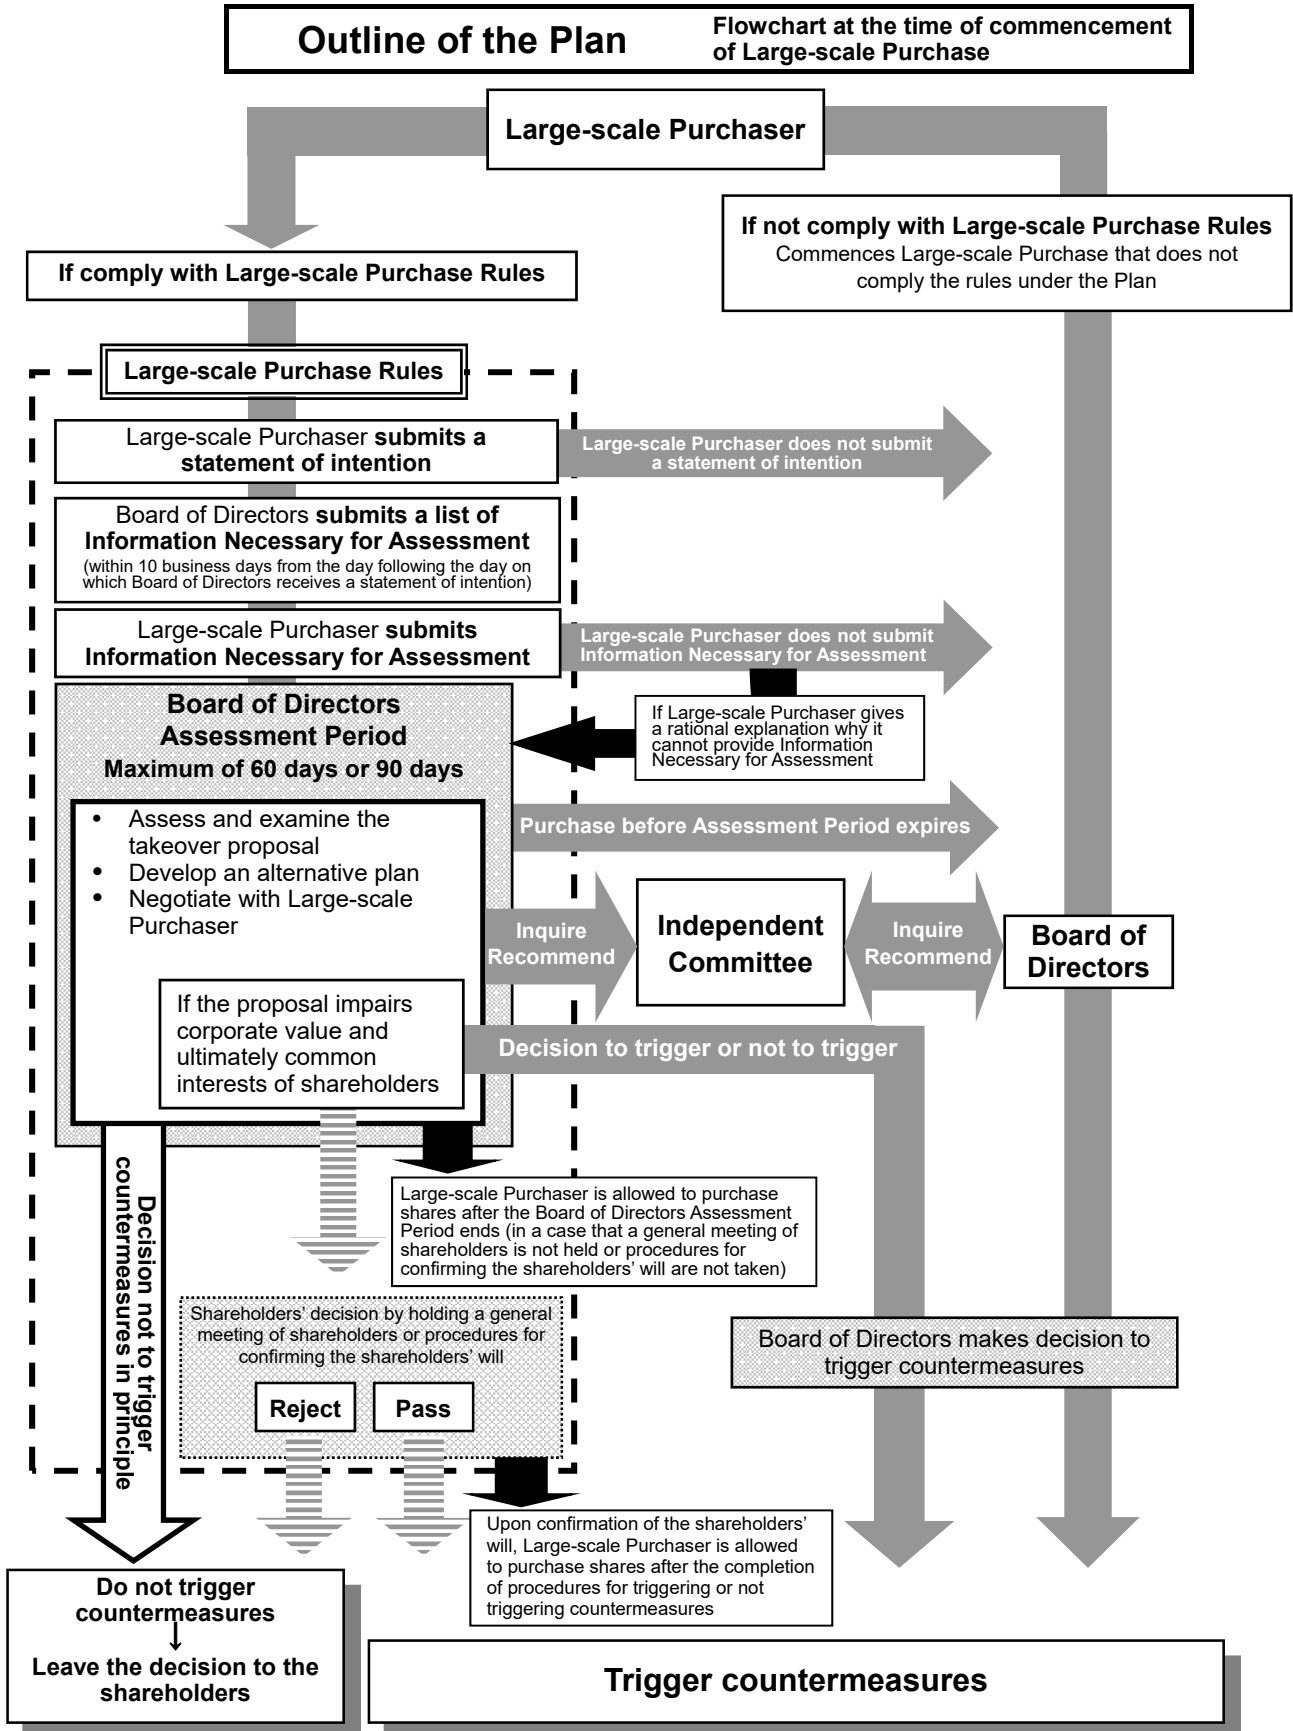 Outline of the Plan
Flowchart at the time of commencement
of Large-scale Purchase
Large-scale Purchaser
If not comply with Large-scale Purchase Rules
Commences Large-scale Purchase that does not
comply the rules under the Plan
If comply with Large-scale Purchase Rules
Large-scale Purchase Rules
Large-scale Purchaser submits a
statement of intention
Large-scale Purchaser does not submit
a statement of intention
Board of Directors submits a list of
Information Necessary for Assessment
(within 10 business days from the day following the day on
which Board of Directors receives a statement of intention)
Large-scale Purchaser submits
Information Necessary for Assessment
Large-scale Purchaser does not submit
Information Necessary for Assessment
If Large-scale Purchaser gives
a rational explanation why it
cannot provide Information
Necessary for Assessment
Board of Directors
Assessment Period
Maximum of 60 days or 90 days
• Assess and examine the
takeover proposal
• Develop an alternative plan
• Negotiate with Large-scale
Purchaser
Purchase before Assessment Period expires
Inquire
Recommend
Independent
Committee
Inquire
Recommend
Board of
Directors
If the proposal impairs
corporate value and
ultimately common
interests of shareholders
Decision to trigger or not to trigger
Decision not to trigger
countermeasures in principle
Large-scale Purchaser is allowed to purchase
shares after the Board of Directors Assessment
Period ends (in a case that a general meeting of
shareholders is not held or procedures for
confirming the shareholders' will are not taken)
Shareholders' decision by holding a general
meeting of shareholders or procedures for
confirming the shareholders' will
Reject
Pass
Board of Directors makes decision to
trigger countermeasures
Upon confirmation of the shareholders'
will, Large-scale Purchaser is allowed
to purchase shares after the completion
of procedures for triggering or not
triggering countermeasures
Do not trigger
countermeasures
↓
Leave the decision to the
shareholders
Trigger countermeasures